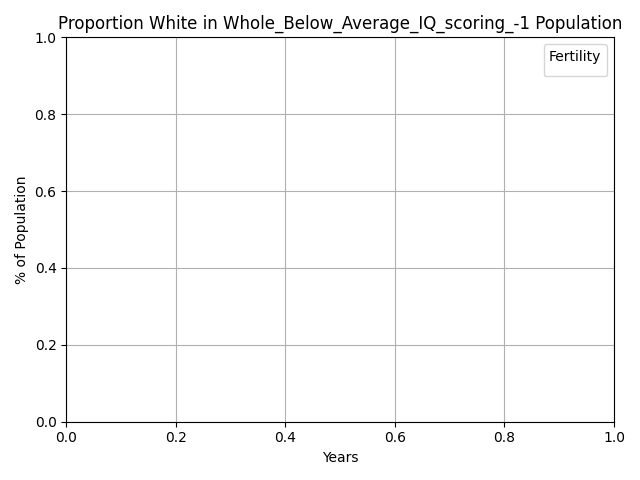 Proportion White in Whole_Below_Average_IQ_scoring_-1 Population
Fertility
% of Population
1.0
0.8
0.6
0.4
0.2
0.0
0.0 0.2 0.4 0.6 0.8 1.0
Years